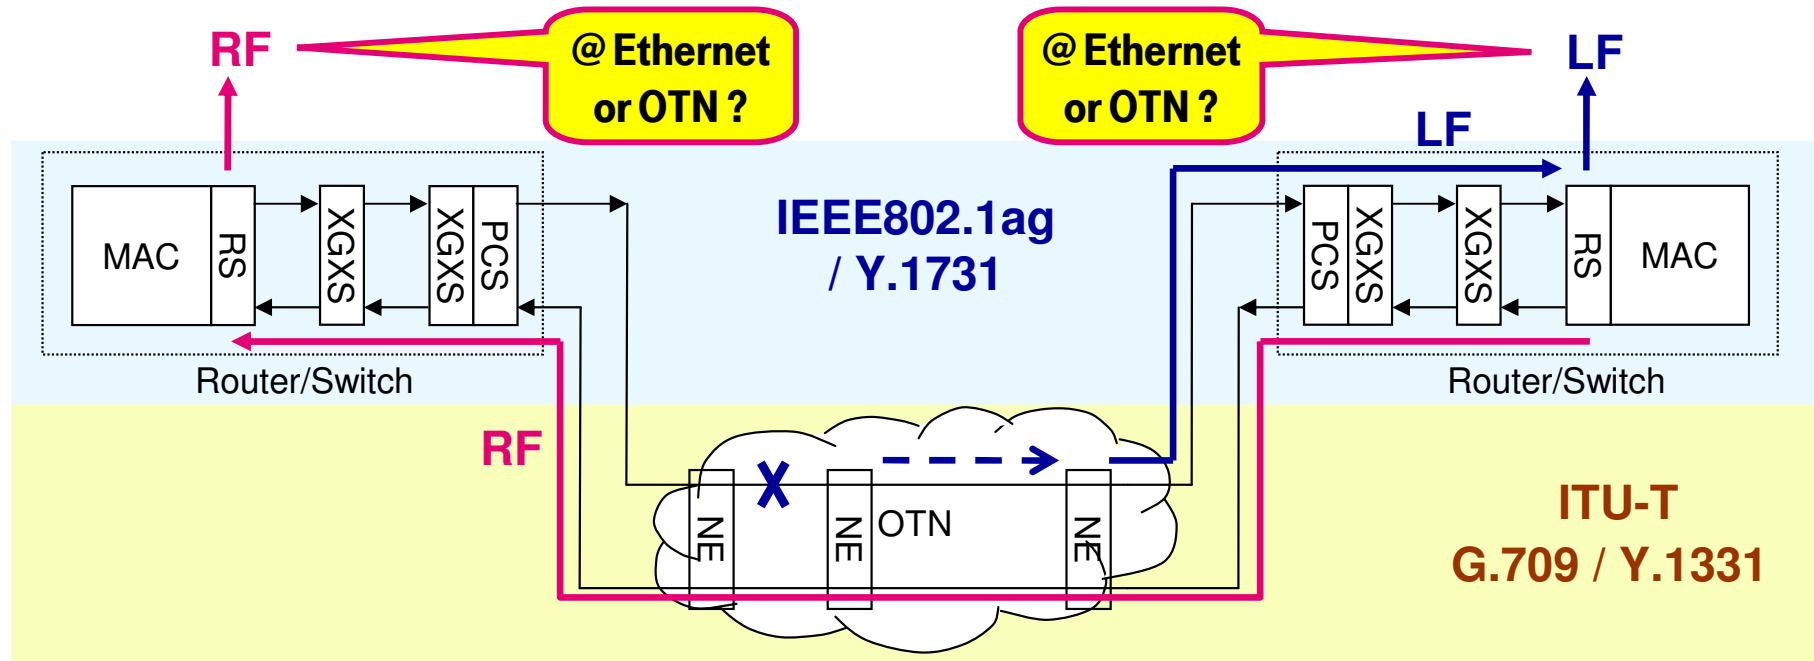 RF
@ Ethernet
or OTN ?
@ Ethernet
or OTN ?
LF
LF
MAC
RS
XGXS
XGXS
PCS
IEEE802.1ag
/ Y.1731
PCS
XGXS
XGXS
RS
MAC
Router/Switch
Router/Switch
RF
X
NE
NE
OTN
NE
ITU-T
G.709 / Y.1331